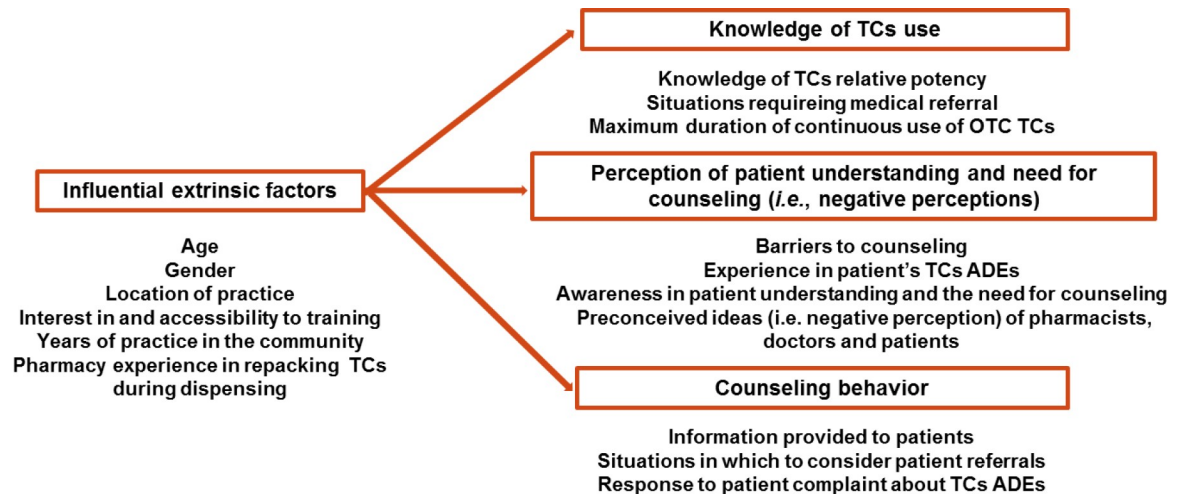 Influential extrinsic factors
Age
Gender
Location of practice
Interest in and accessibility to training
Years of practice in the community
Pharmacy experience in repacking TCs
during dispensing
Knowledge of TCs use
Knowledge of TCs relative potency
Situations requireing medical referral
Maximum duration of continuous use of OTC TCs
Perception of patient understanding and need for
counseling (i.e., negative perceptions)
Barriers to counseling
Experience in patient's TCs ADEs
Awareness in patient understanding and the need for counseling
Preconceived ideas (i.e. negative perception) of pharmacists,
doctors and patients
Counseling behavior
Information provided to patients
Situations in which to consider patient referrals
Response to patient complaint about TCs ADEs